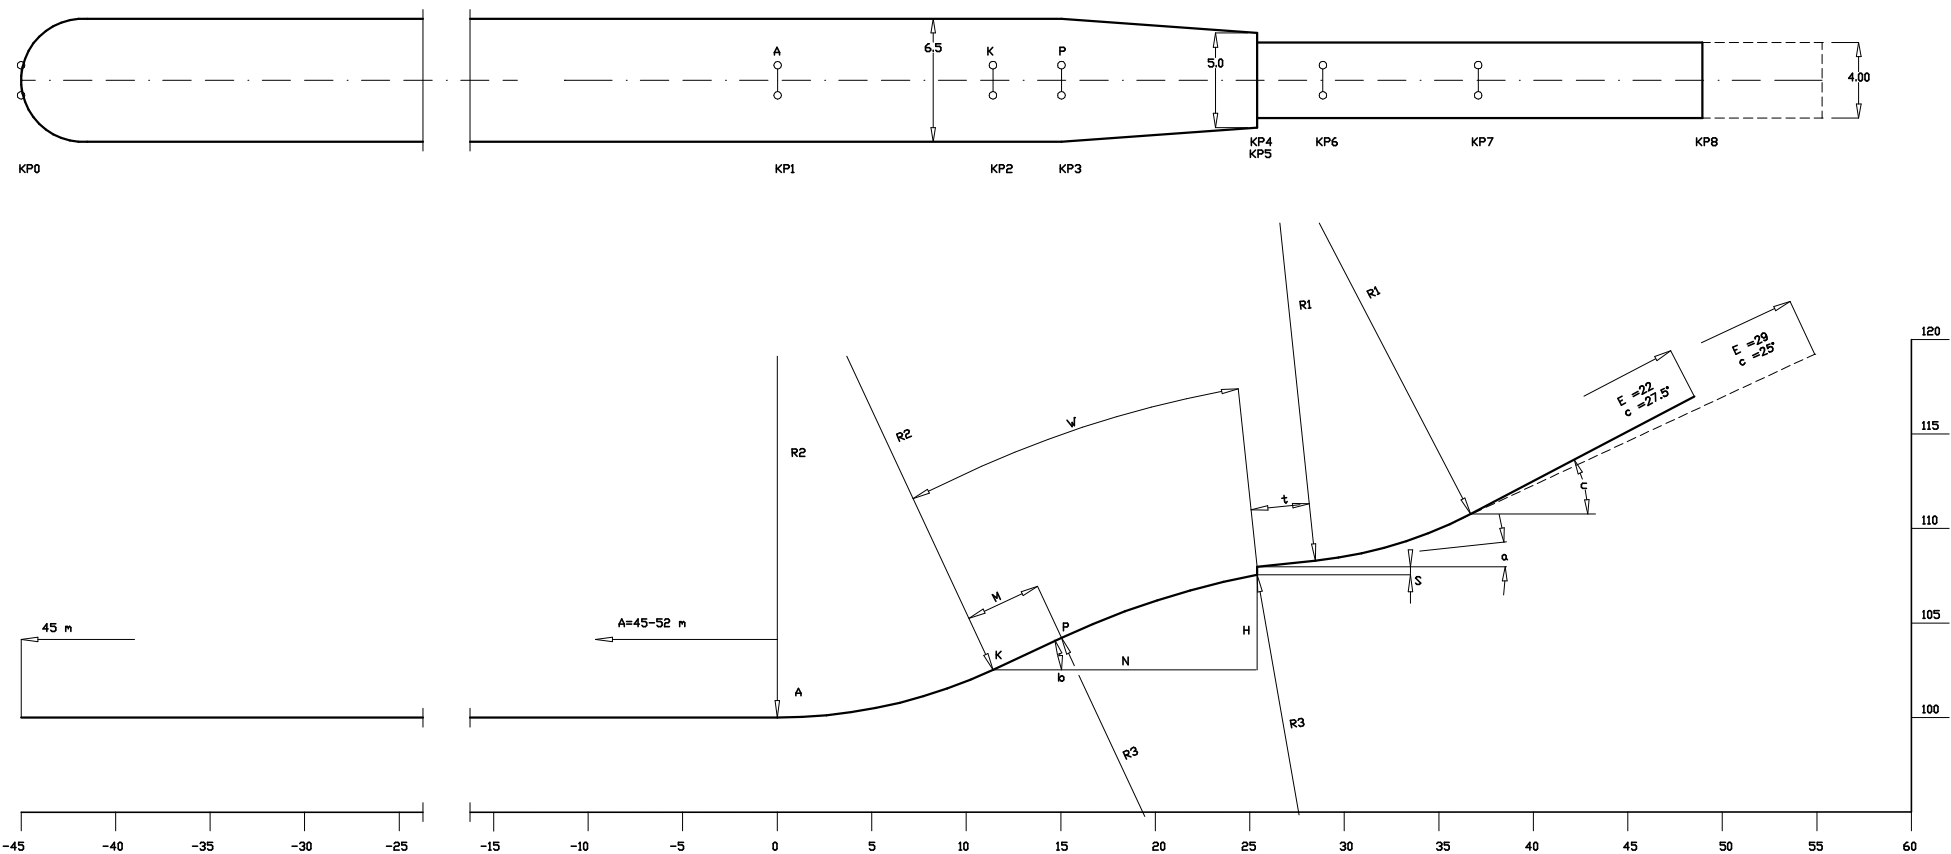 A
K
P
6.5
5.0
4.00
KP4
KP5
KP6
KP7
KP8
KP0
KP1
KP2
KP3
R1
R1
120
E =29
c =25°
E =22
c =27.5°
R2
R2
W
115
t
c
110
a
S
M
P
H
105
45 m
A=45-52 m
K
N
b
A
100
R3
R3
-45
-40
-35
-30
-25
-15
-10
-5
0
5
10
15
20
25
30
35
40
45
50
55
60